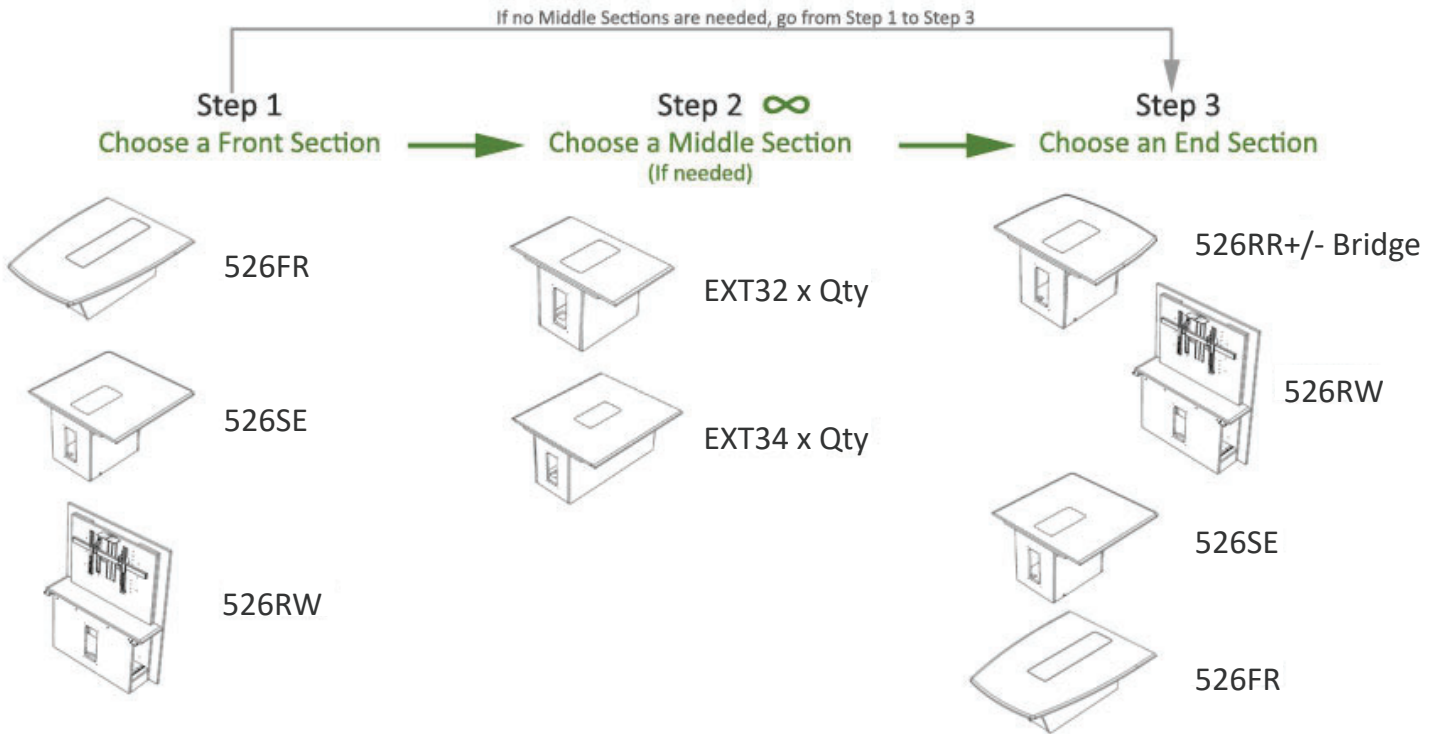 If no Middle Sections are needed, go from Step 1 to Step 3
Step 1
Choose a Front Section
526FR
526SE
526RW
Step 2 ∞
Choose a Middle Section
(If needed)
EXT32 x Qty
EXT34 x Qty
Step 3
Choose an End Section
526RR+/- Bridge
526RW
526SE
526FR